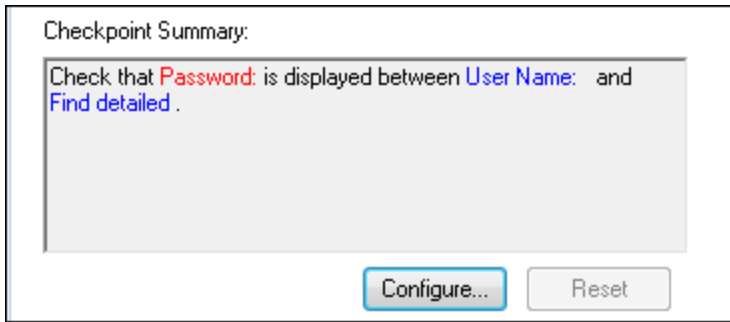 Checkpoint Summary:
Check that Password: is displayed between User Name: and
Find detailed .
Configure... Reset